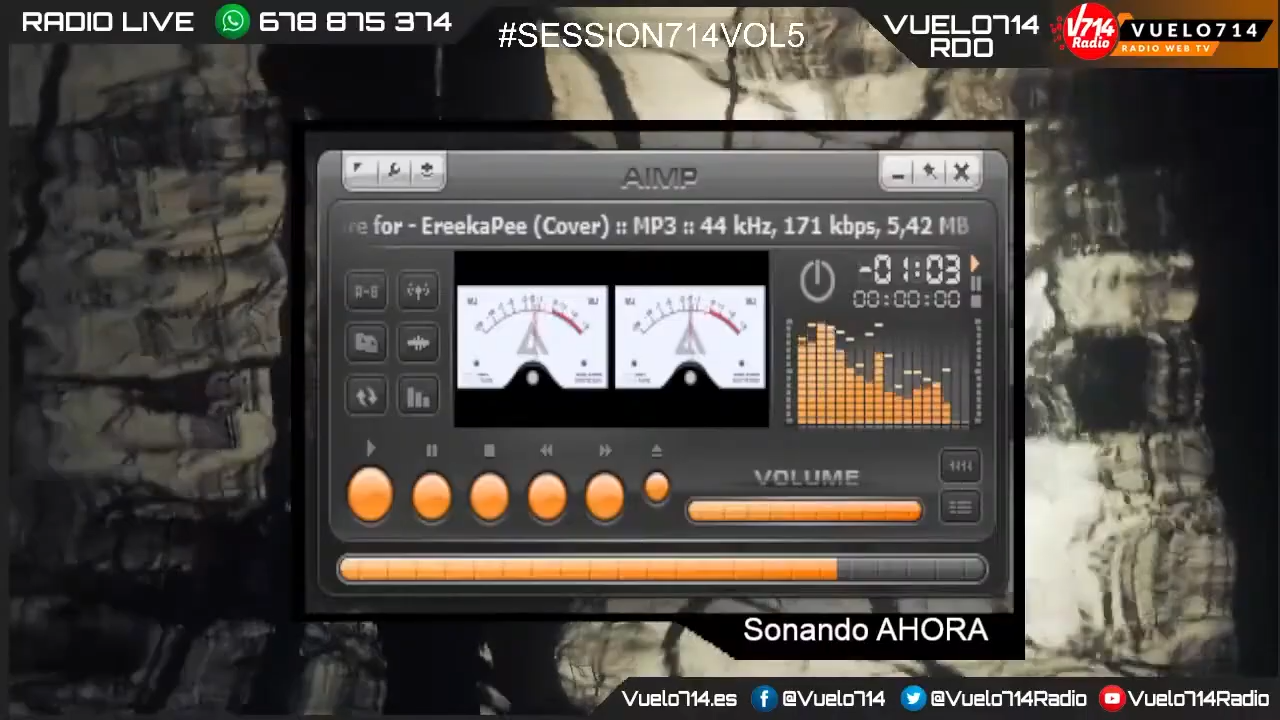 RADIO LIVE 678 875 374
#SESSION714VOL5
VUELO714
RDO
V714
Radio
VUELO714
RADIO WEB TV
AIMP
re for - EreekaPee (Cover) :: MP3 :: 44 kHz, 171 kbps, 5,42 MB
-01:03
00:00:00
A-B
VOLUME
Sonando AHORA
Vuelo714.es @Vuelo714 @Vuelo714Radio Vuelo714Radio